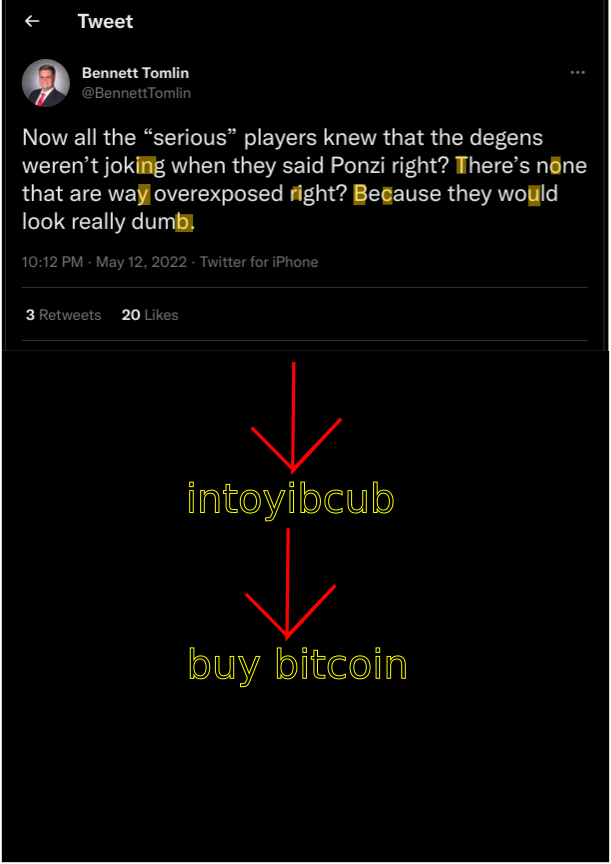 ← Tweet
Bennett Tomlin
@BennettTomlin
Now all the “serious” players knew that the degens
weren’t joking when they said Ponzi right? There’s none
that are way overexposed right? Because they would
look really dumb.
10:12 PM · May 12, 2022 · Twitter for iPhone
3 Retweets 20 Likes
intoyibcub
buy bitcoin